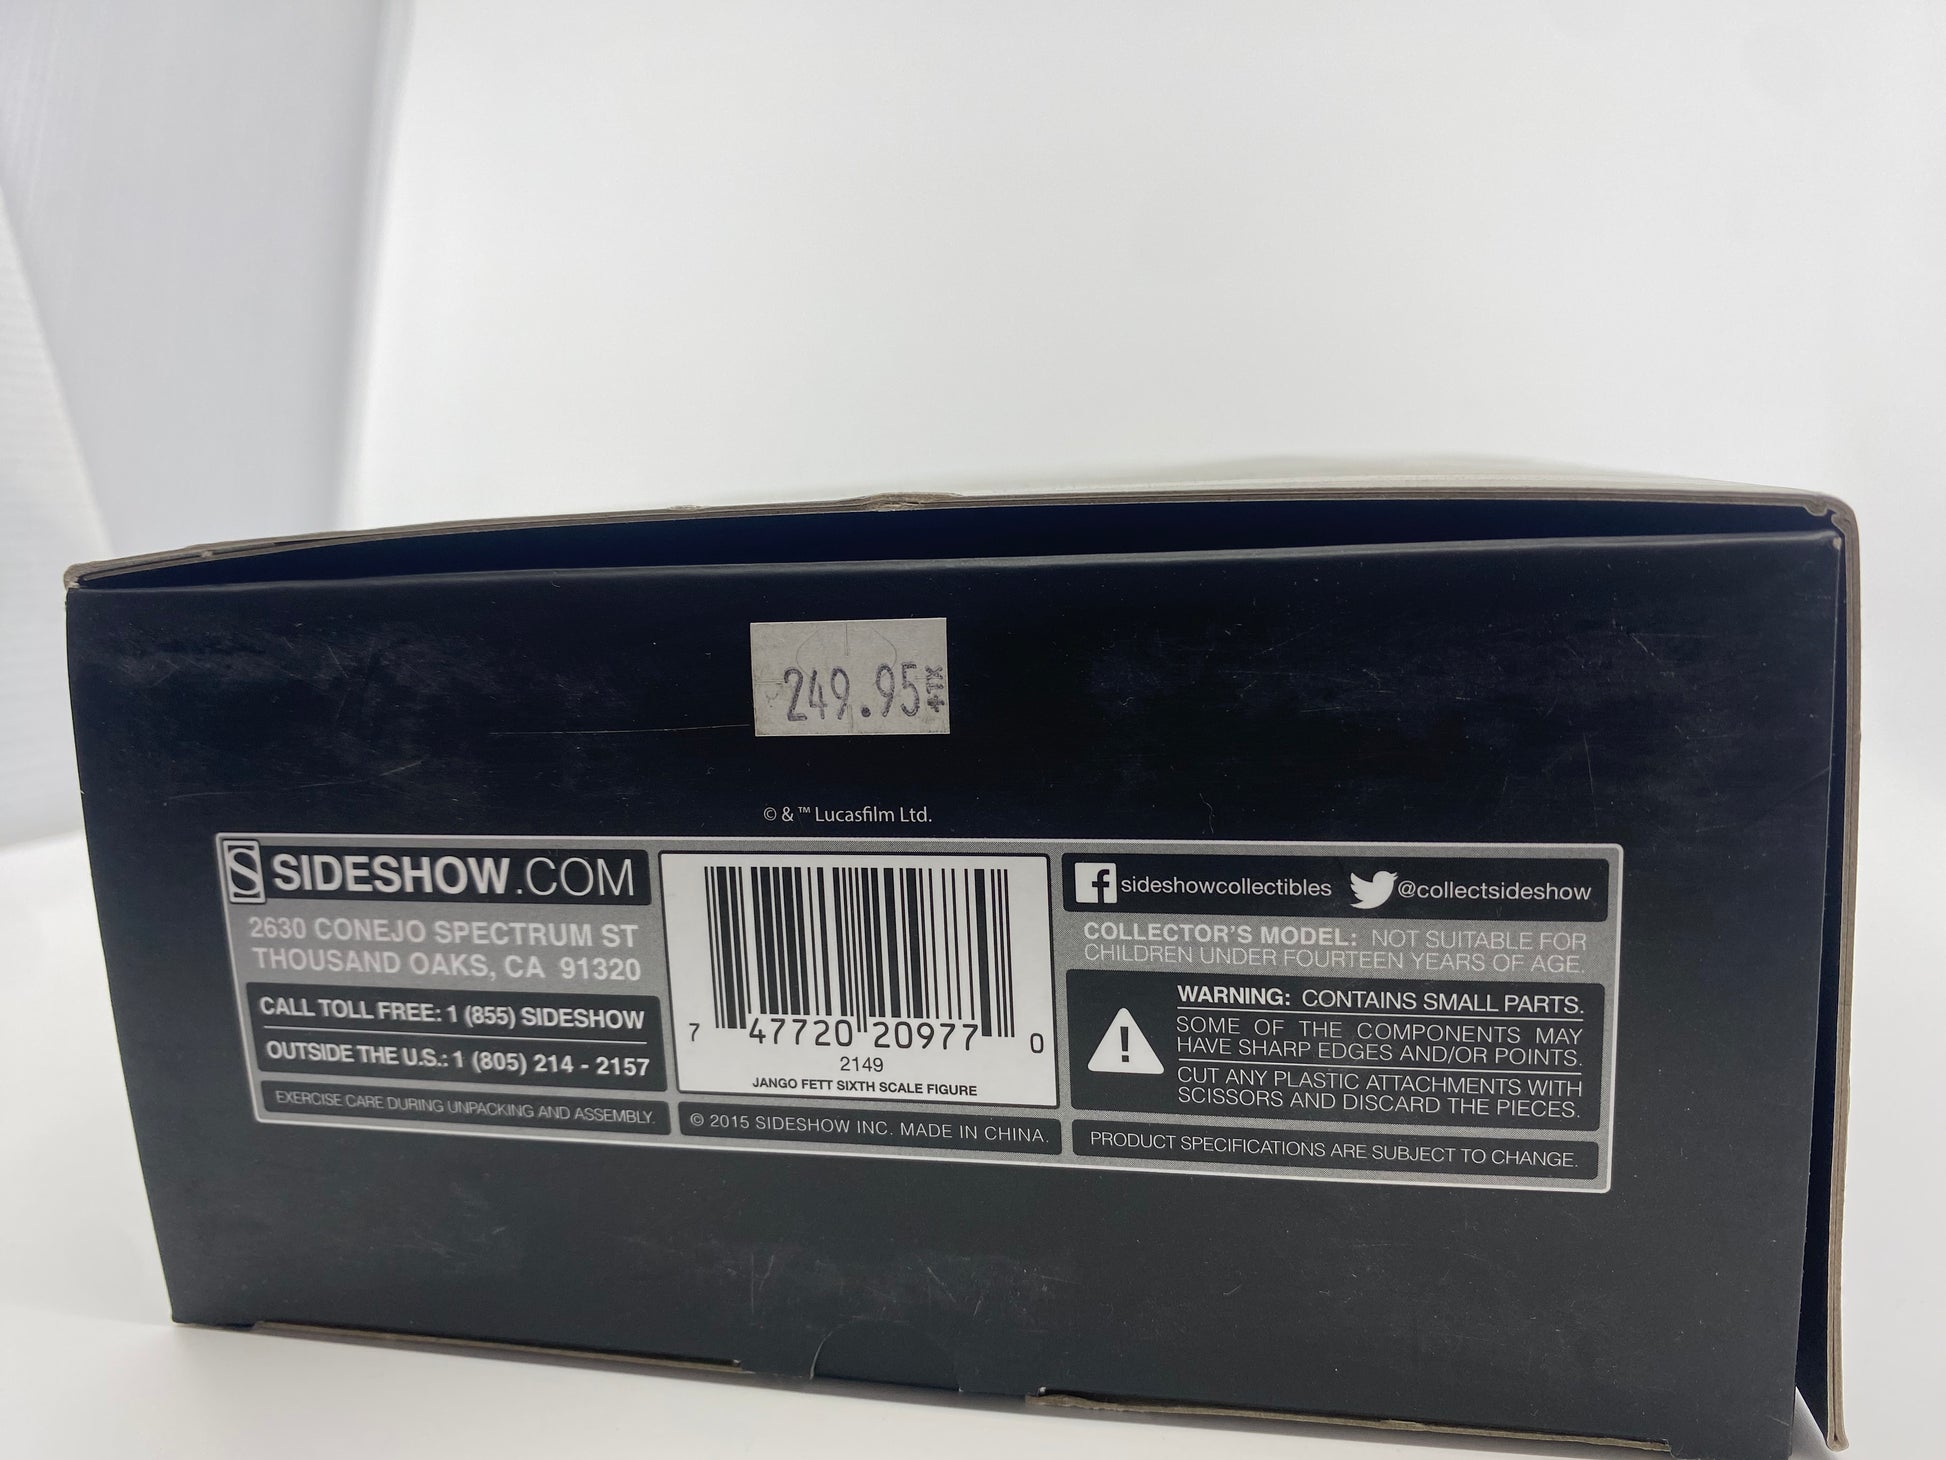 249.95+TX
© & ™ Lucasfilm Ltd.
S SIDESHOW.COM
2630 CONEJO SPECTRUM ST
THOUSAND OAKS, CA 91320
CALL TOLL FREE: 1 (855) SIDESHOW
OUTSIDE THE U.S.: 1 (805) 214 - 2157
EXERCISE CARE DURING UNPACKING AND ASSEMBLY.
7 47720 20977 0
2149
JANGO FETT SIXTH SCALE FIGURE
© 2015 SIDESHOW INC. MADE IN CHINA.
f sideshowcollectibles @collectsideshow
COLLECTOR'S MODEL: NOT SUITABLE FOR
CHILDREN UNDER FOURTEEN YEARS OF AGE.
WARNING: CONTAINS SMALL PARTS.
SOME OF THE COMPONENTS MAY
HAVE SHARP EDGES AND/OR POINTS.
CUT ANY PLASTIC ATTACHMENTS WITH
SCISSORS AND DISCARD THE PIECES.
PRODUCT SPECIFICATIONS ARE SUBJECT TO CHANGE.